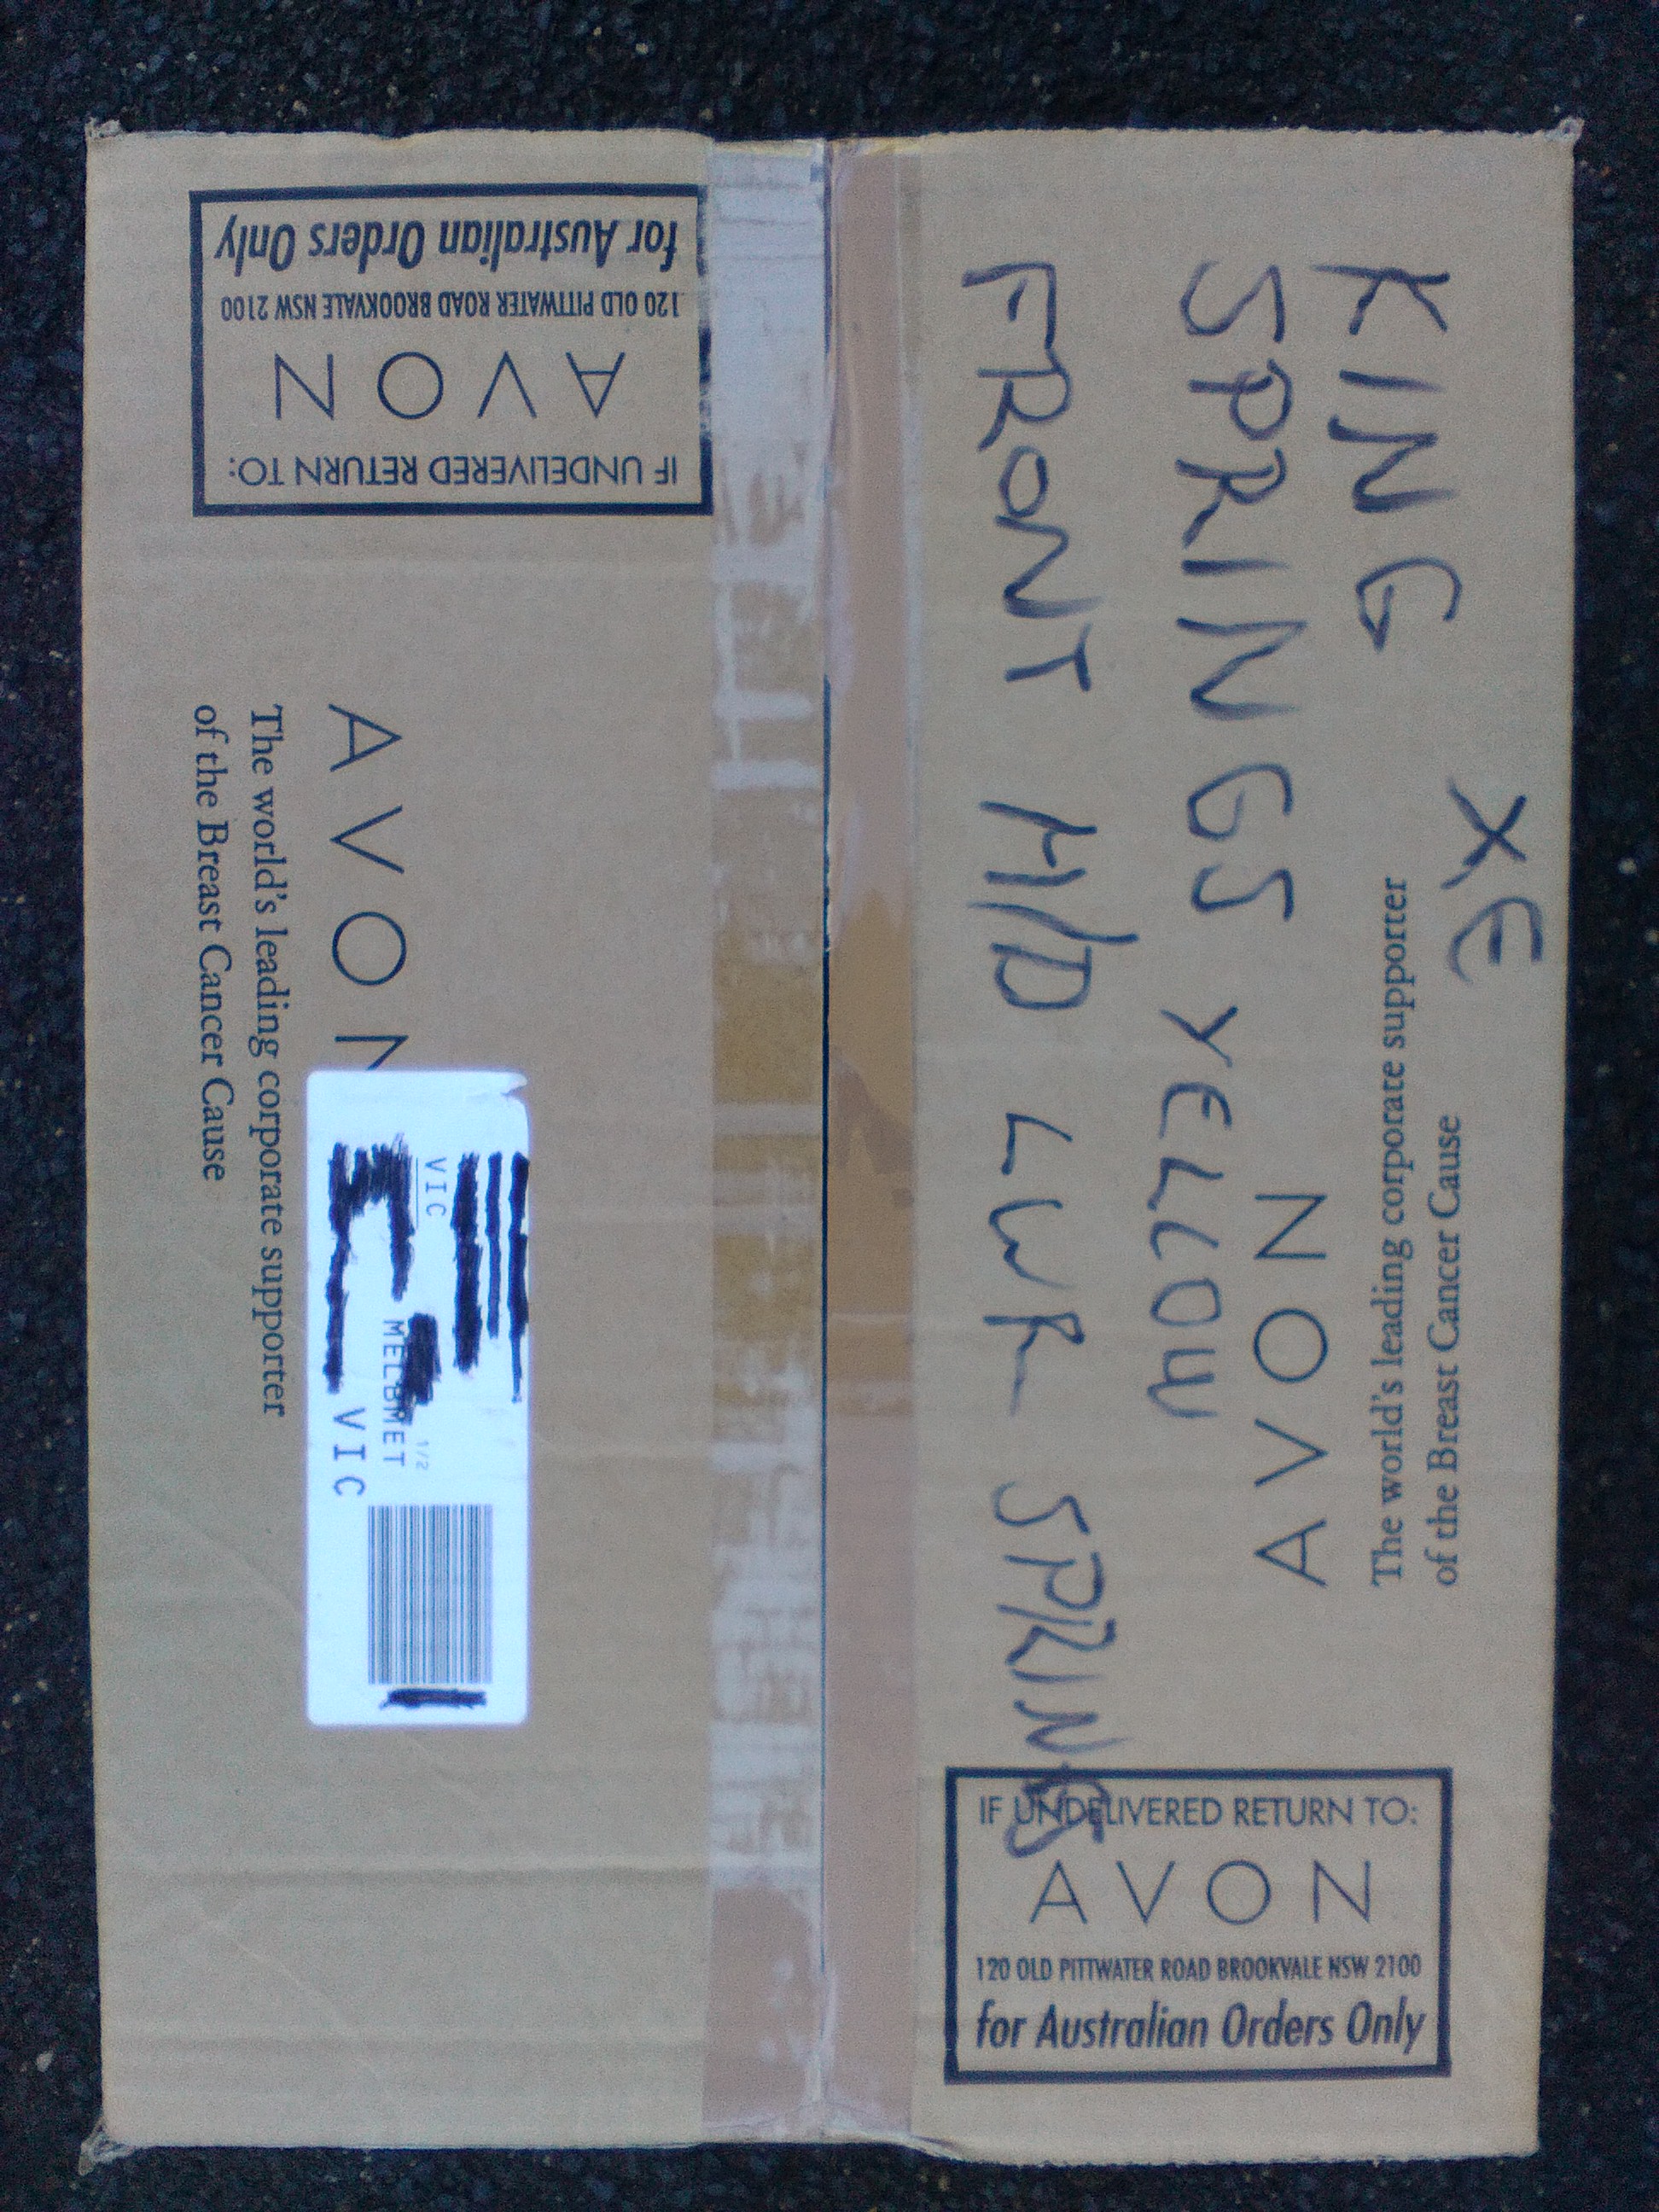 XE
KING
SPRINGS YELLOW
FRONT H/D LWR SPRINGS
AVON
The world's leading corporate supporter
of the Breast Cancer Cause
IF UNDELIVERED RETURN TO:
AVON
120 OLD PITTWATER ROAD BROOKVALE NSW 2100
for Australian Orders Only
IF UNDELIVERED RETURN TO:
AVON
120 OLD PITTWATER ROAD BROOKVALE NSW 2100
for Australian Orders Only
AVON
The world's leading corporate supporter
of the Breast Cancer Cause
VIC
1/2
MELBMET
VIC